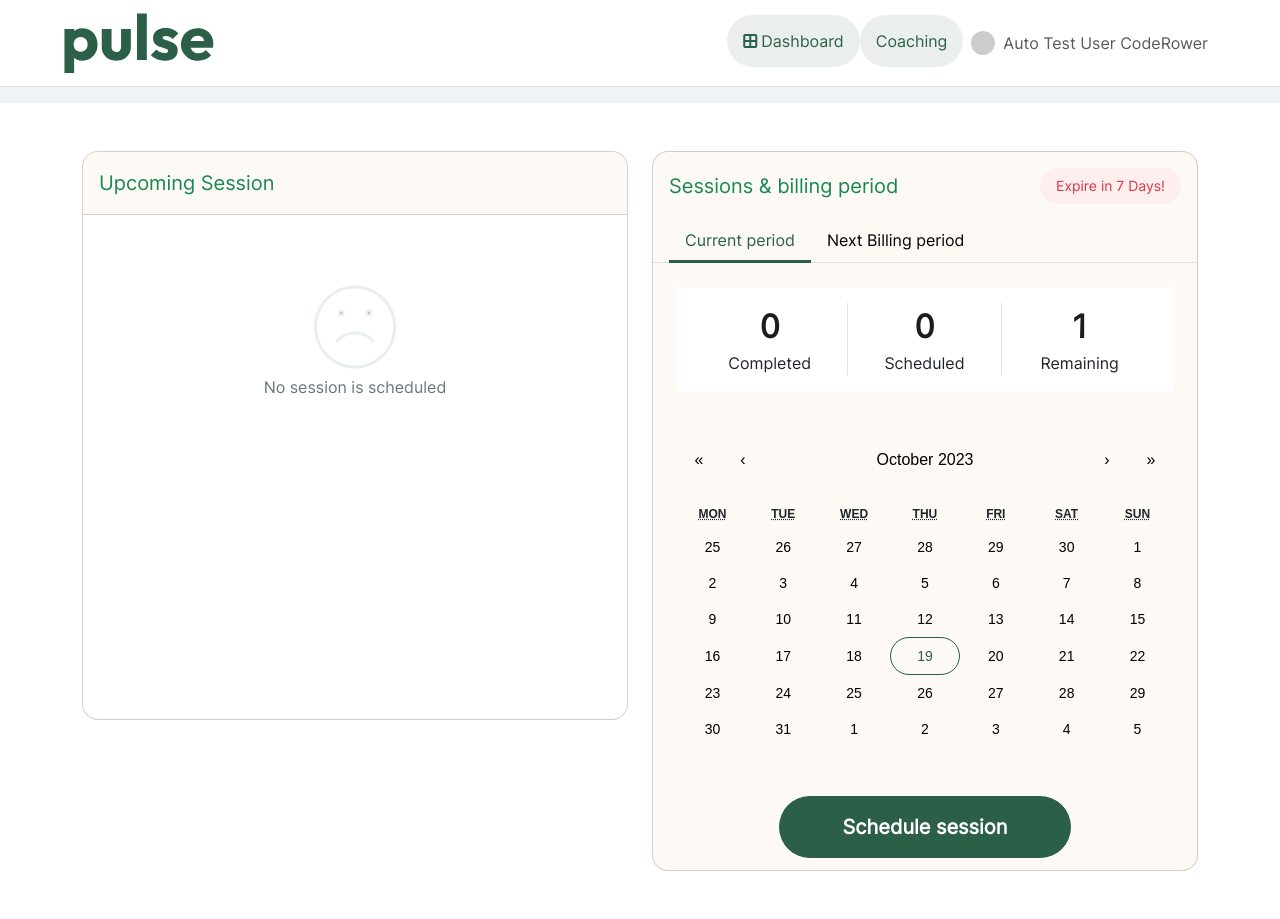 pulse
Dashboard
Coaching
Auto Test User CodeRower
Upcoming Session
No session is scheduled
Sessions & billing period
Expire in 7 Days!
Current period
Next Billing period
0 0 1
Completed Scheduled Remaining
« ‹ October 2023 › »
MON TUE WED THU FRI SAT SUN
25 26 27 28 29 30 1
2 3 4 5 6 7 8
9 10 11 12 13 14 15
16 17 18 19 20 21 22
23 24 25 26 27 28 29
30 31 1 2 3 4 5
Schedule session